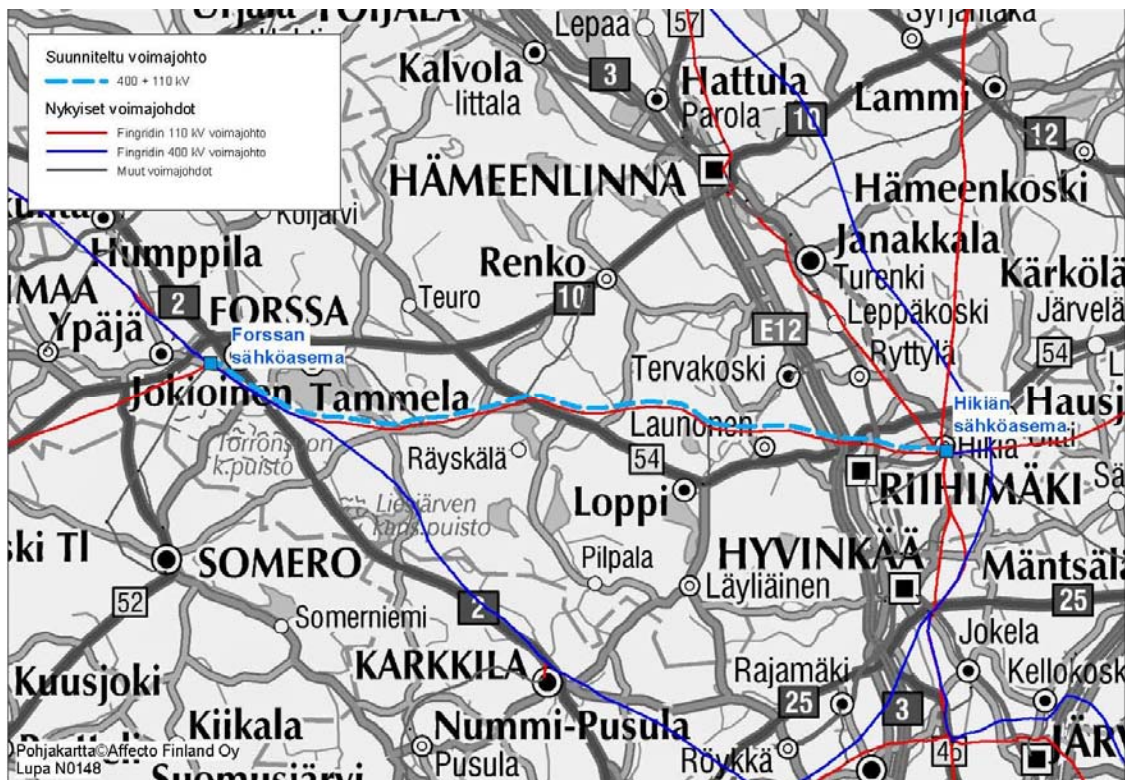 Suunniteltu voimajohto
400 + 110 kV
Nykyiset voimajohdot
Fingridin 110 kV voimajohto
Fingridin 400 kV voimajohto
Muut voimajohdot
Lepaa
57
Kalvola
Iittala
3
Hattula
Parola
10
Lammi
12
HÄMEENLINNA
Hämeenkoski
Koijärvi
Humppila
Renko
Janakkala
Turenki
Kärkölä
Järvelä
2
FORSSA
Teuro
10
Leppäkoski
Ypäjä
Forssan
sähköasema
E12
Ryttylä
54
Tervakoski
Jokioinen
Tammela
Hikiän
sähköasema
Launonen
Torronsuon
k.puisto
Räyskälä
54
RIIHIMÄKI
Loppi
Liesjärven
kans.puisto
HYVINKÄÄ
SOMERO
Pilpala
Läyliäinen
Mäntsälä
52
2
25
Somerniemi
Jokela
KARKKILA
Rajamäki
Kuusjoki
25
3
Kiikala
Nummi-Pusula
Pusula
Röykkä
45
Pohjakartta©Affecto Finland Oy
Lupa N0148